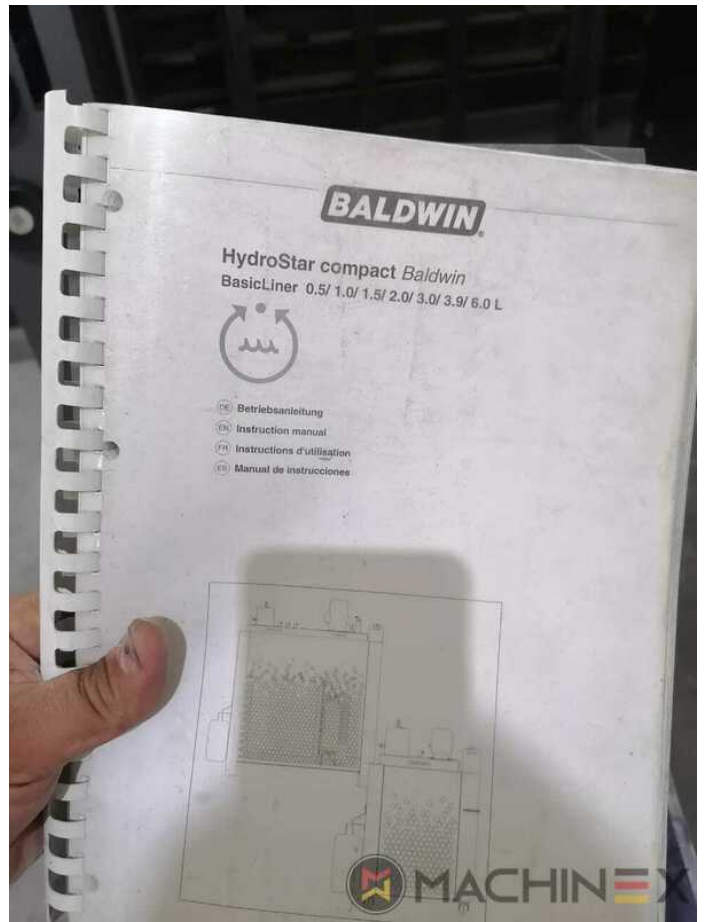 BALDWIN
HydroStar compact Baldwin
BasicLiner 0.5/ 1.0/ 1.5/ 2.0/ 3.0/ 3.9/ 6.0 L
DE Betriebsanleitung
EN Instruction manual
FR Instructions d'utilisation
ES Manual de instrucciones
MACHINEX